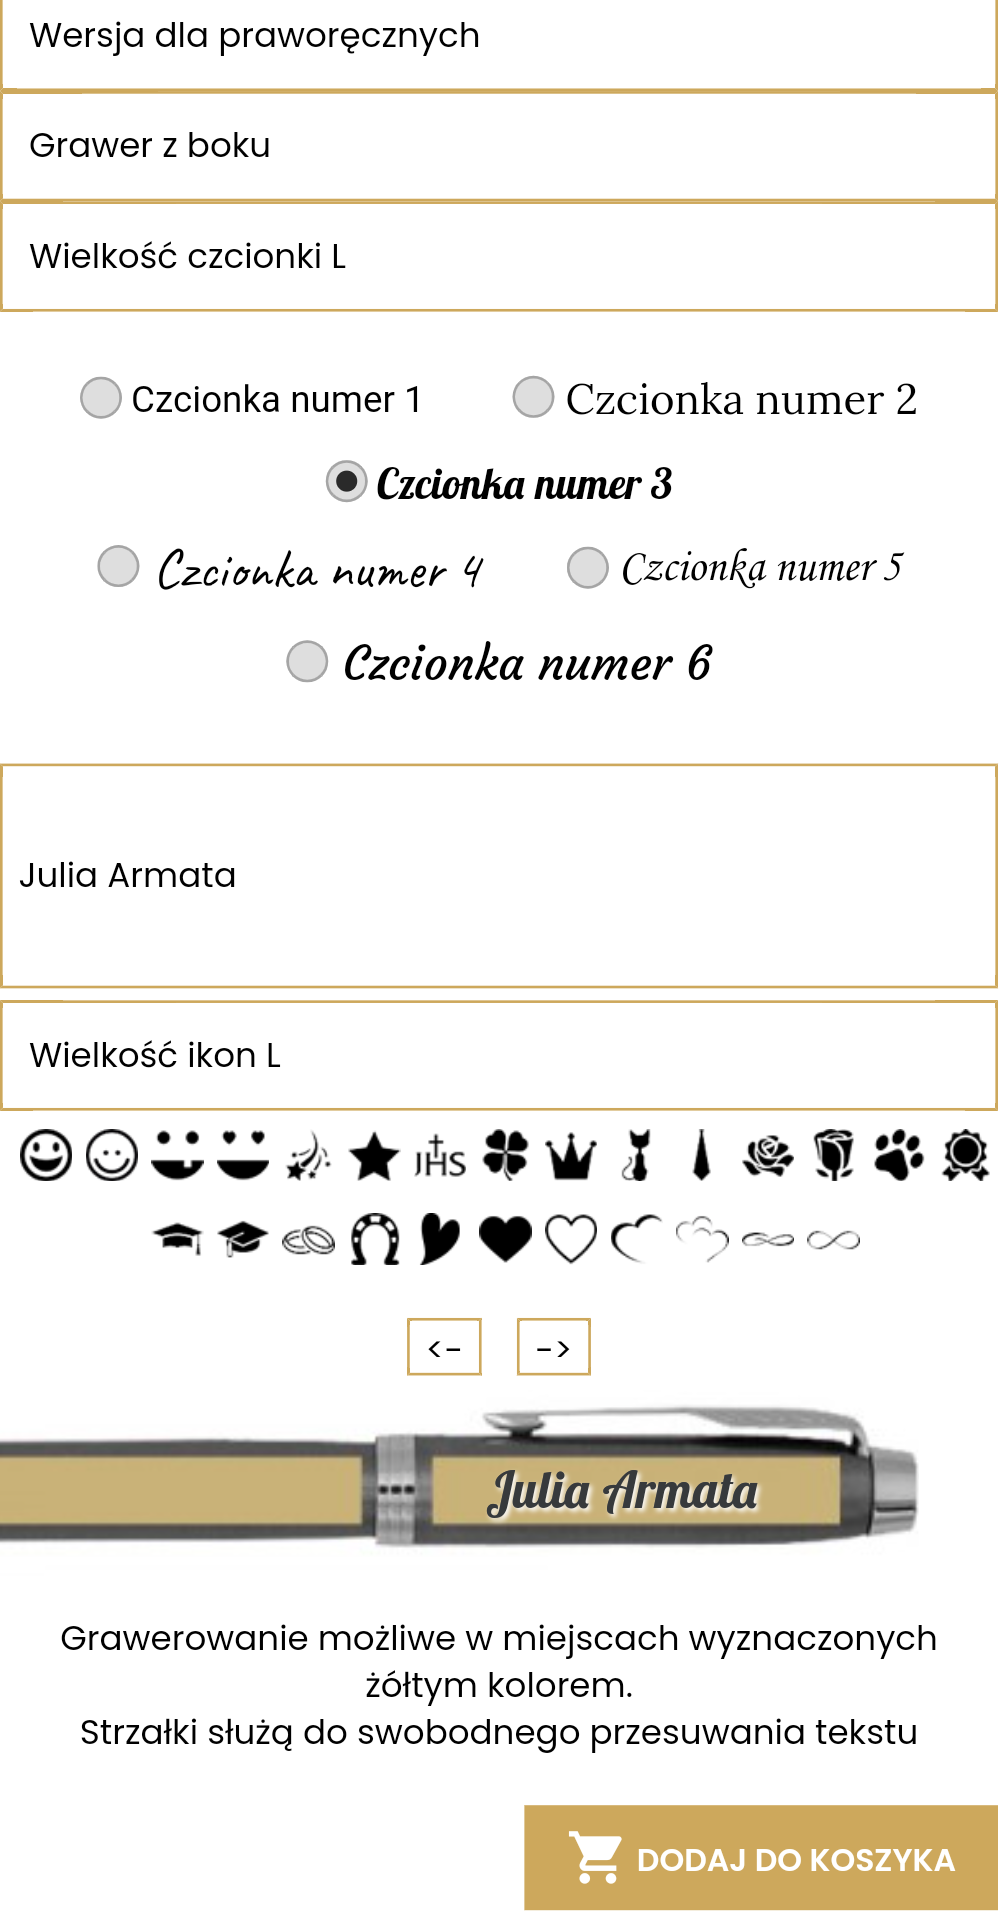 Wersja dla praworęcznych
Grawer z boku
Wielkość czcionki L
Czcionka numer 1
Czcionka numer 2
Czcionka numer 3
Czcionka numer 4
Czcionka numer 5
Czcionka numer 6
Julia Armata
Wielkość ikon L
JHS
<-
->
Julia Armata
Grawerowanie możliwe w miejscach wyznaczonych
żółtym kolorem.
Strzałki służą do swobodnego przesuwania tekstu
DODAJ DO KOSZYKA